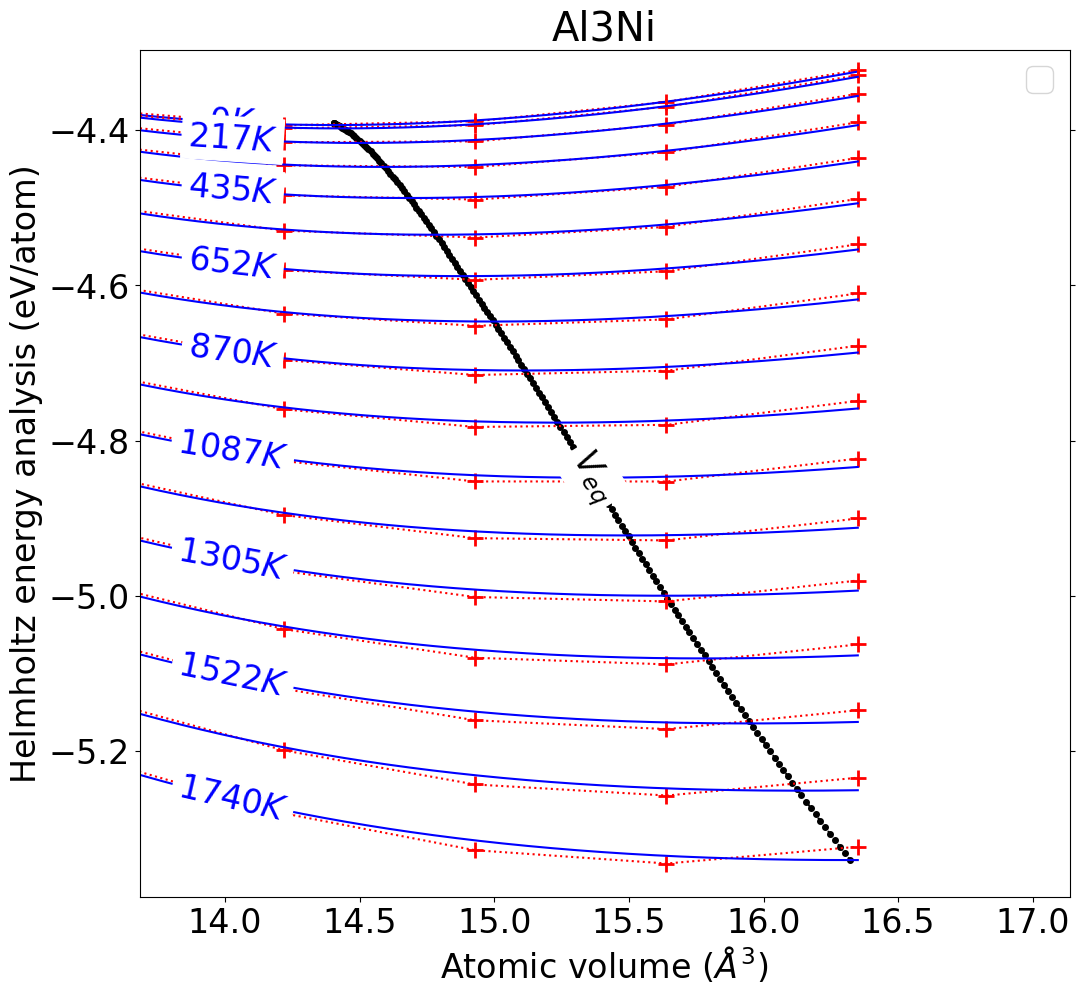 Al3Ni
Helmholtz energy analysis (eV/atom)
−4.4
−4.6
−4.8
−5.0
−5.2
0K
217K
435K
652K
870K
1087K
1305K
1522K
1740K
V_eq
14.0 14.5 15.0 15.5 16.0 16.5 17.0
Atomic volume (Å³)